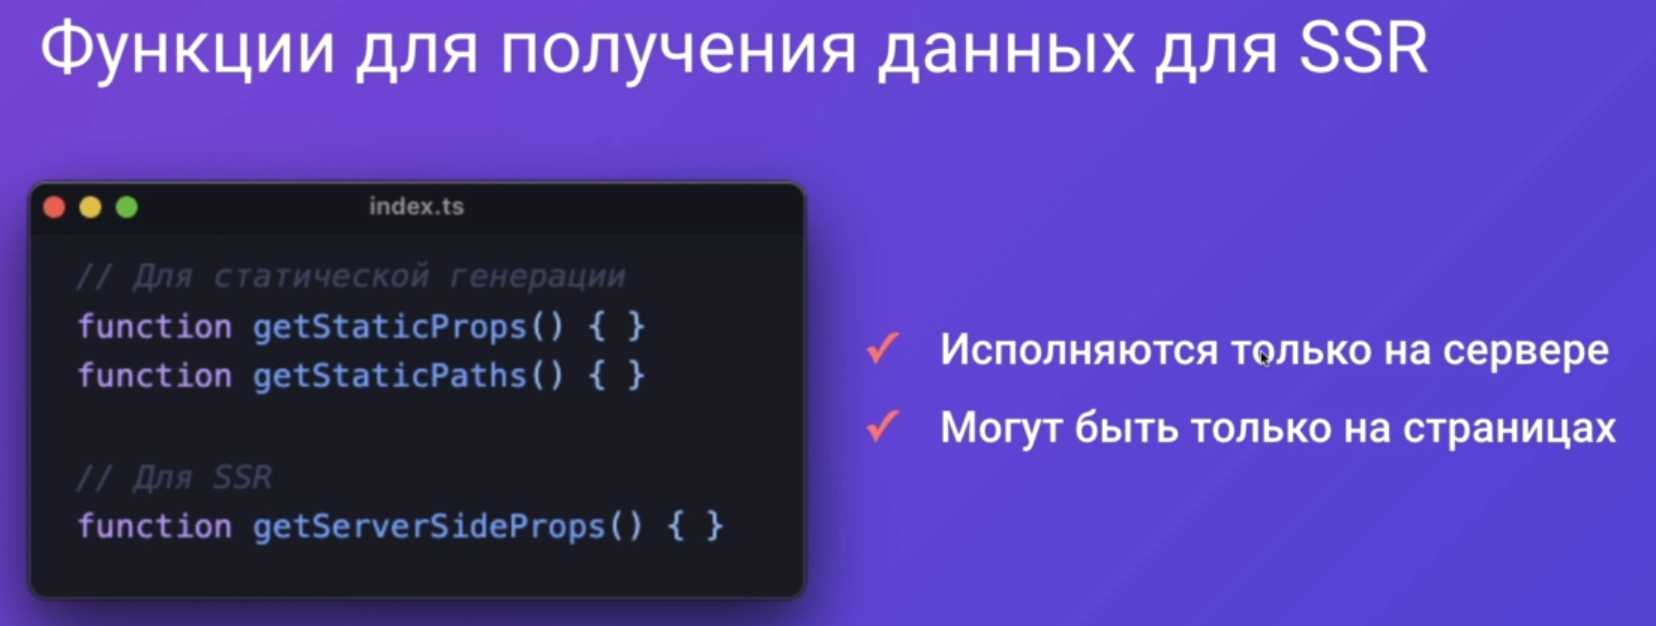 Функции для получения данных для SSR
index.ts
// Для статической генерации
function getStaticProps() { }
function getStaticPaths() { }
// Для SSR
function getServerSideProps() { }
✓ Исполняются только на сервере
✓ Могут быть только на страницах